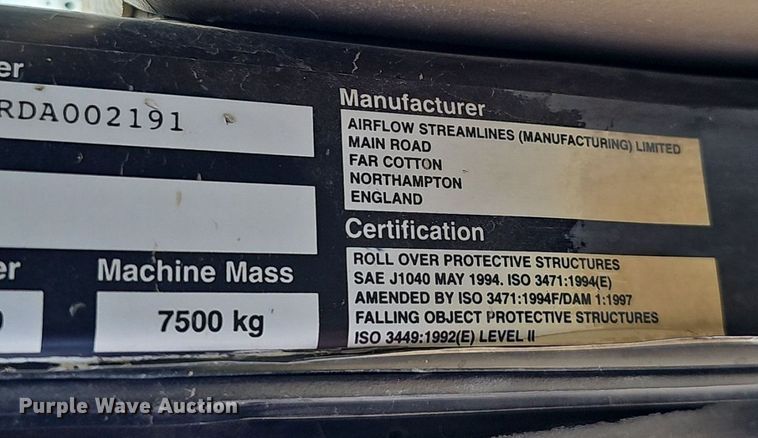 er
RDA002191
er
Machine Mass
7500 kg
Manufacturer
AIRFLOW STREAMLINES (MANUFACTURING) LIMITED
MAIN ROAD
FAR COTTON
NORTHAMPTON
ENGLAND
Certification
ROLL OVER PROTECTIVE STRUCTURES
SAE J1040 MAY 1994. ISO 3471:1994(E)
AMENDED BY ISO 3471:1994F/DAM 1:1997
FALLING OBJECT PROTECTIVE STRUCTURES
ISO 3449:1992(E) LEVEL II
Purple Wave Auction